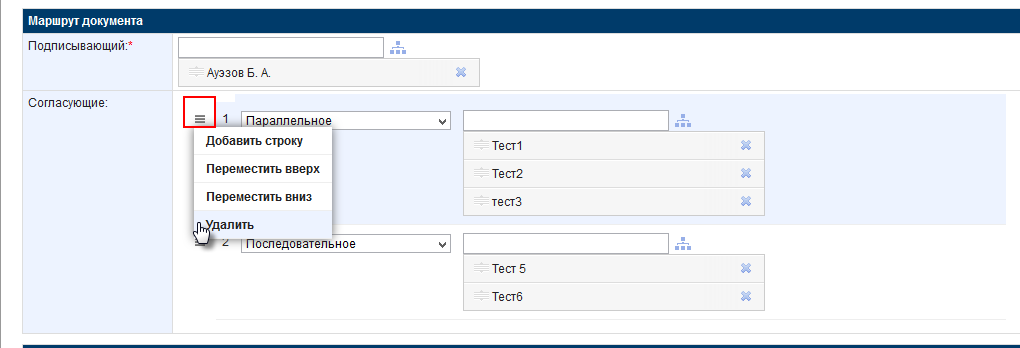 Маршрут документа
Подписывающий:*
Ауэзов Б. А.
Согласующие:
1 Параллельное
Добавить строку
Переместить вверх
Переместить вниз
Удалить
Тест1
Тест2
тест3
2 Последовательное
Тест 5
Тест6